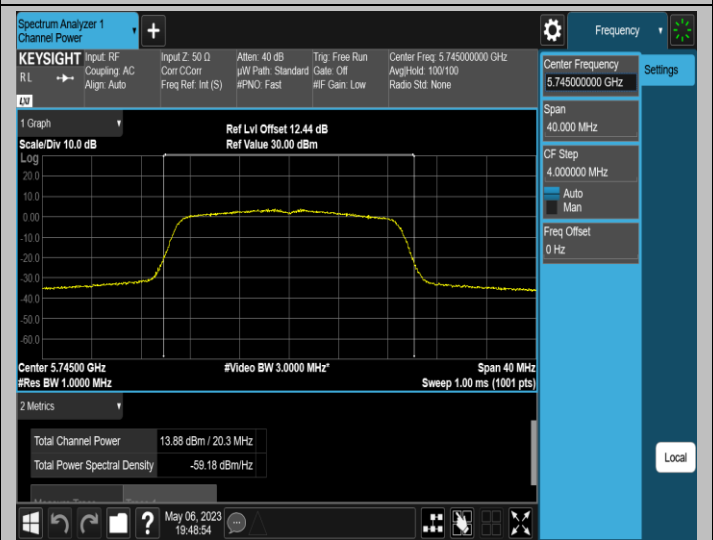 Spectrum Analyzer 1
Channel Power
+
Frequency
KEYSIGHT
RL
LXI
Input: RF
Coupling: AC
Align: Auto
Input Z: 50 Ω
Corr CCorr
Freq Ref: Int (S)
Atten: 40 dB
µW Path: Standard
#PNO: Fast
Trig: Free Run
Gate: Off
#IF Gain: Low
Center Freq: 5.745000000 GHz
Avg|Hold: 100/100
Radio Std: None
Center Frequency
5.745000000 GHz
Settings
Span
40.000 MHz
CF Step
4.000000 MHz
Auto
Man
Freq Offset
0 Hz
Local
1 Graph
Scale/Div 10.0 dB
Ref Lvl Offset 12.44 dB
Ref Value 30.00 dBm
Log
20.0
10.0
0.00
-10.0
-20.0
-30.0
-40.0
-50.0
-60.0
Center 5.74500 GHz
#Video BW 3.0000 MHz*
Span 40 MHz
#Res BW 1.0000 MHz
Sweep 1.00 ms (1001 pts)
2 Metrics
Total Channel Power 13.88 dBm / 20.3 MHz
Total Power Spectral Density -59.18 dBm/Hz
?
May 06, 2023
19:48:54